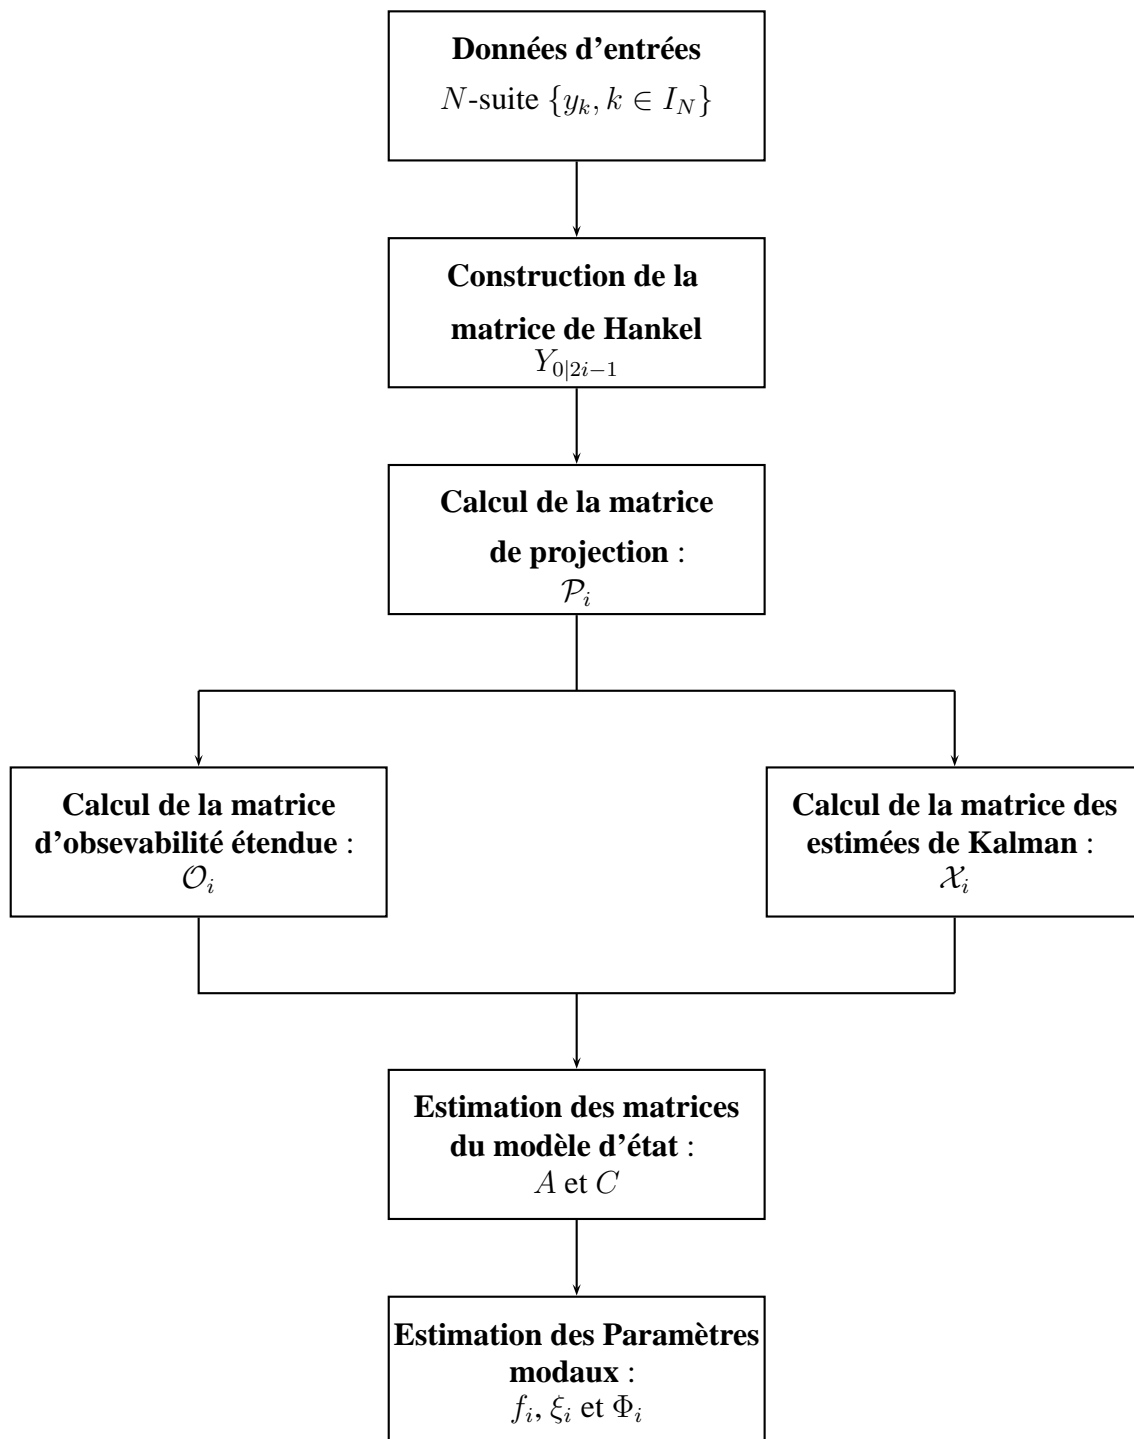 Données d'entrées
N-suite {y_k, k ∈ I_N}
Construction de la
matrice de Hankel
Y_{0|2i−1}
Calcul de la matrice
de projection :
𝒫_i
Calcul de la matrice
d'obsevabilité étendue :
𝒪_i
Calcul de la matrice des
estimées de Kalman :
𝒳_i
Estimation des matrices
du modèle d'état :
A et C
Estimation des Paramètres
modaux :
f_i, ξ_i et Φ_i